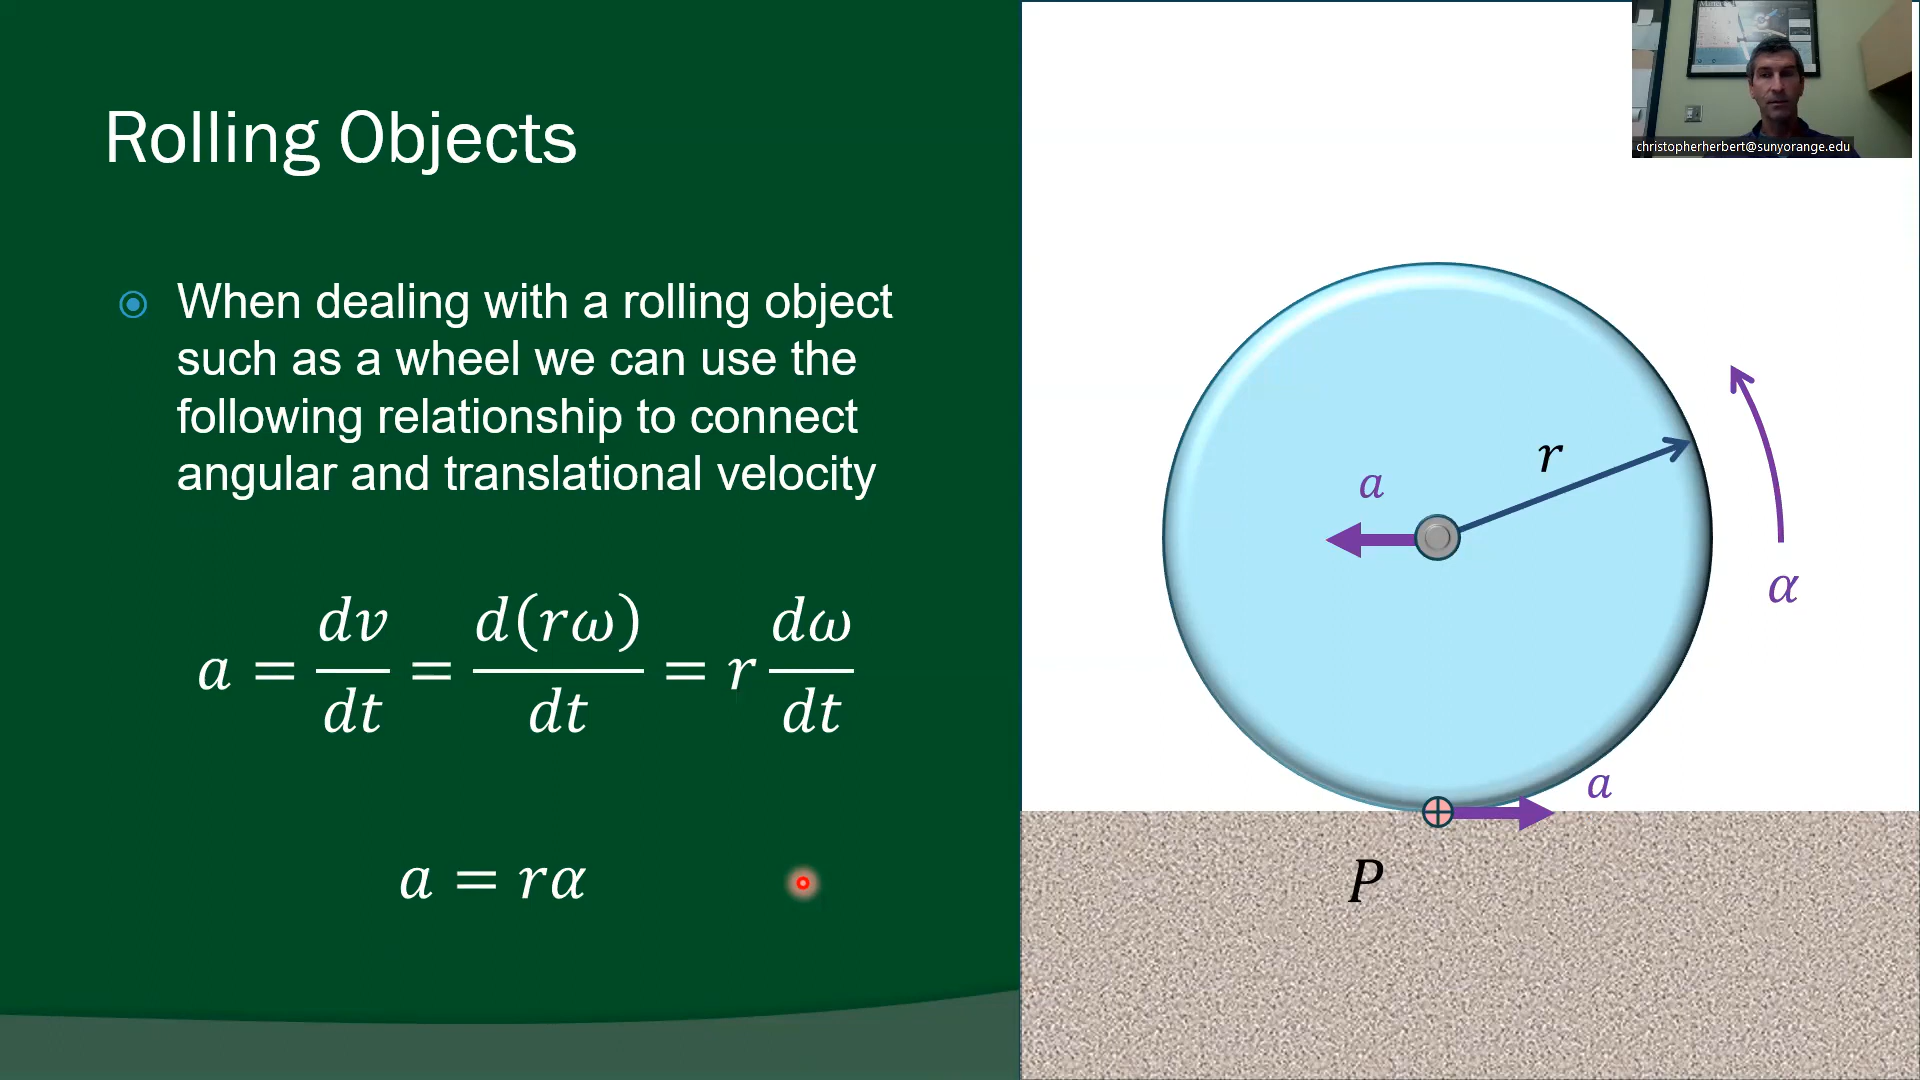 Rolling Objects
When dealing with a rolling object
such as a wheel we can use the
following relationship to connect
angular and translational velocity
a = dv/dt = d(rω)/dt = r dω/dt
a = rα
christopherherbert@sunyorange.edu
r
a
α
a
P